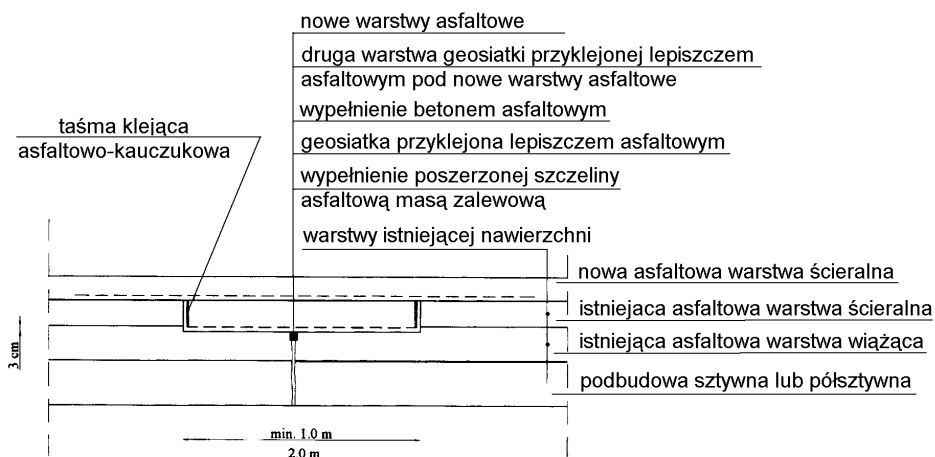 nowe warstwy asfaltowe
druga warstwa geosiatki przyklejonej lepiszczem
asfaltowym pod nowe warstwy asfaltowe
wypełnienie betonem asfaltowym
geosiatka przyklejona lepiszczem asfaltowym
wypełnienie poszerzonej szczeliny
asfaltową masą zalewową
warstwy istniejącej nawierzchni
taśma klejąca
asfaltowo-kauczukowa
nowa asfaltowa warstwa ścieralna
istniejaca asfaltowa warstwa ścieralna
istniejąca asfaltowa warstwa wiążąca
podbudowa sztywna lub półsztywna
3 cm
min. 1.0 m
2.0 m